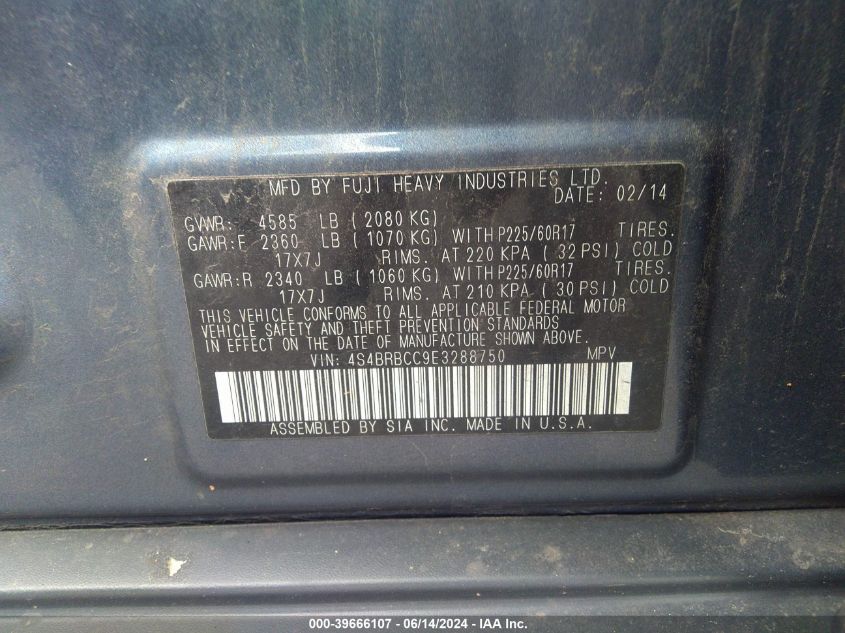 MFD BY FUJI HEAVY INDUSTRIES LTD.
DATE: 02/14
GVWR: 4585 LB (2080 KG)
GAWR:F 2360 LB (1070 KG) WITH P225/60R17 TIRES.
17X7J RIMS. AT 220 KPA (32 PSI) COLD
GAWR:R 2340 LB (1060 KG) WITH P225/60R17 TIRES.
17X7J RIMS. AT 210 KPA (30 PSI) COLD
THIS VEHICLE CONFORMS TO ALL APPLICABLE FEDERAL MOTOR
VEHICLE SAFETY AND THEFT PREVENTION STANDARDS
IN EFFECT ON THE DATE OF MANUFACTURE SHOWN ABOVE.
VIN: 4S4BRBCC9E3288750 MPV
ASSEMBLED BY SIA INC. MADE IN U.S.A.
000-39666107 - 06/14/2024 - IAA Inc.